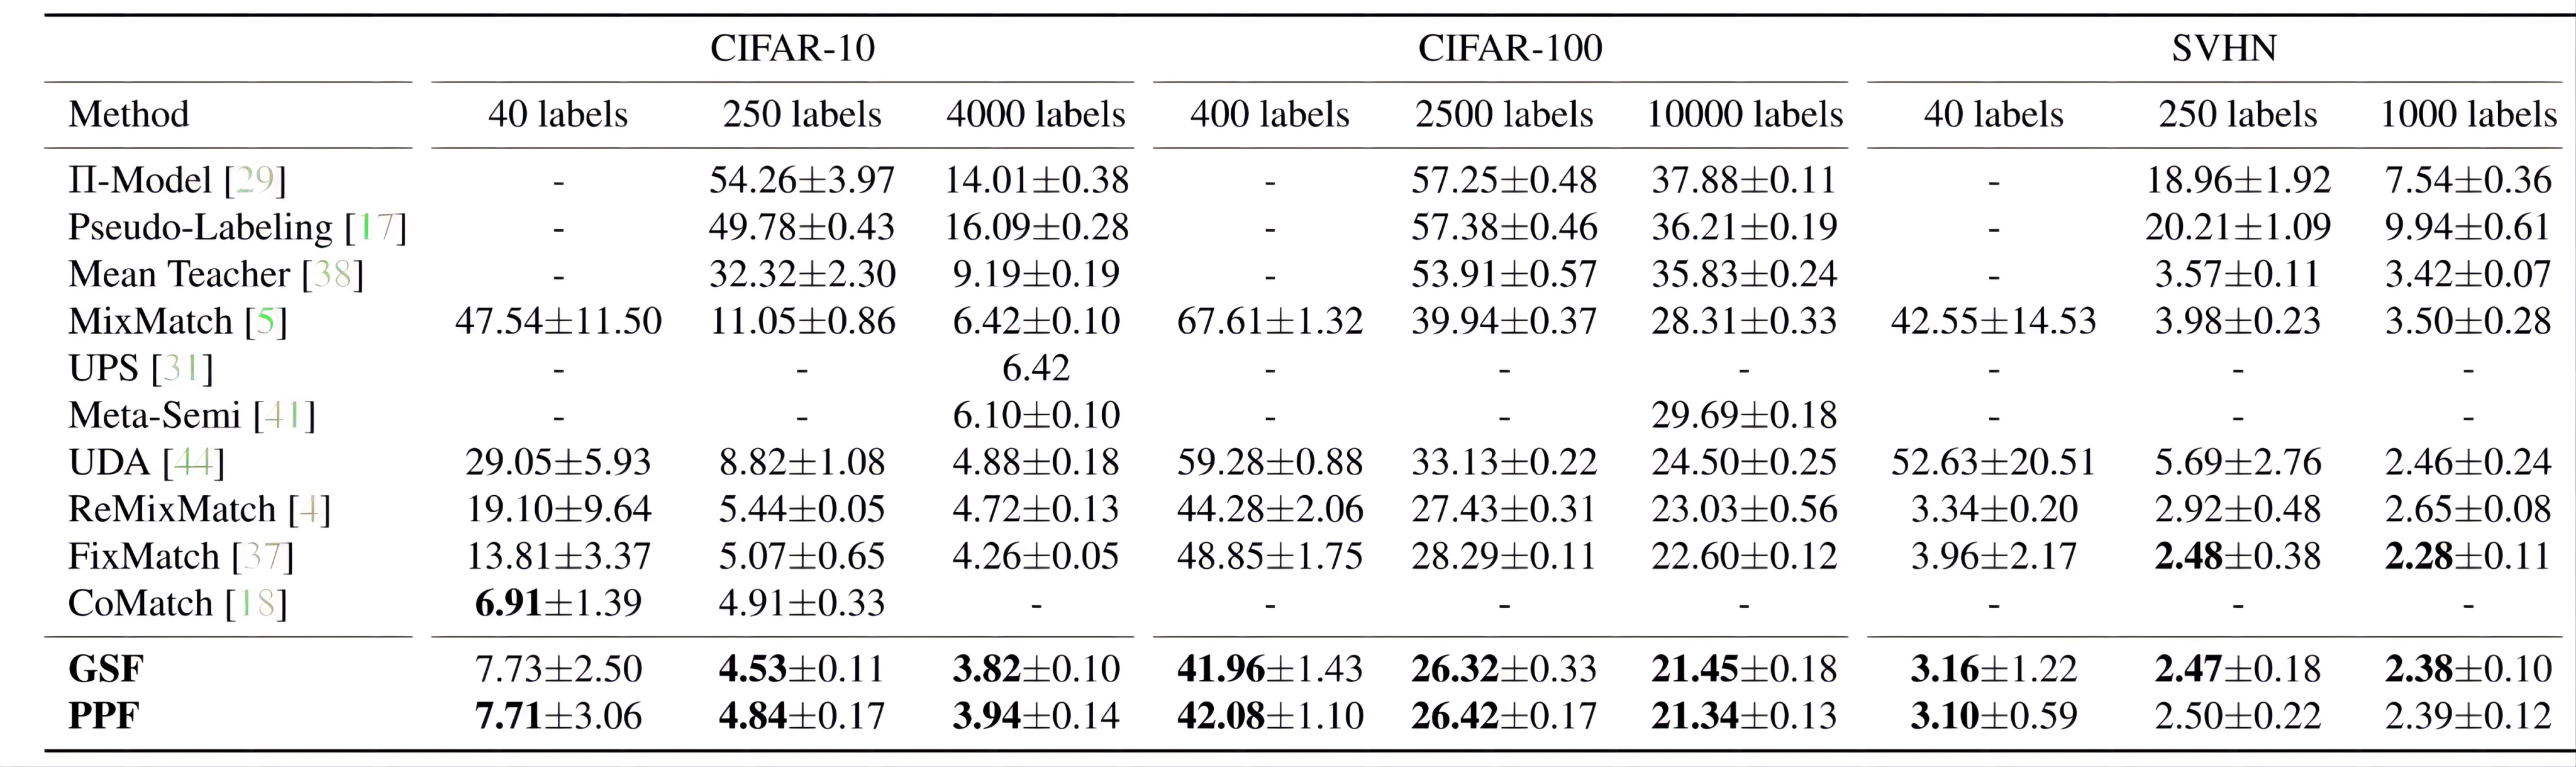 CIFAR-10 CIFAR-100 SVHN
Method 40 labels 250 labels 4000 labels 400 labels 2500 labels 10000 labels 40 labels 250 labels 1000 labels
Π-Model [29] - 54.26±3.97 14.01±0.38 - 57.25±0.48 37.88±0.11 - 18.96±1.92 7.54±0.36
Pseudo-Labeling [17] - 49.78±0.43 16.09±0.28 - 57.38±0.46 36.21±0.19 - 20.21±1.09 9.94±0.61
Mean Teacher [38] - 32.32±2.30 9.19±0.19 - 53.91±0.57 35.83±0.24 - 3.57±0.11 3.42±0.07
MixMatch [5] 47.54±11.50 11.05±0.86 6.42±0.10 67.61±1.32 39.94±0.37 28.31±0.33 42.55±14.53 3.98±0.23 3.50±0.28
UPS [31] - - 6.42 - - - - - -
Meta-Semi [41] - - 6.10±0.10 - - 29.69±0.18 - - -
UDA [44] 29.05±5.93 8.82±1.08 4.88±0.18 59.28±0.88 33.13±0.22 24.50±0.25 52.63±20.51 5.69±2.76 2.46±0.24
ReMixMatch [4] 19.10±9.64 5.44±0.05 4.72±0.13 44.28±2.06 27.43±0.31 23.03±0.56 3.34±0.20 2.92±0.48 2.65±0.08
FixMatch [37] 13.81±3.37 5.07±0.65 4.26±0.05 48.85±1.75 28.29±0.11 22.60±0.12 3.96±2.17 2.48±0.38 2.28±0.11
CoMatch [18] 6.91±1.39 4.91±0.33 - - - - - - -
GSF 7.73±2.50 4.53±0.11 3.82±0.10 41.96±1.43 26.32±0.33 21.45±0.18 3.16±1.22 2.47±0.18 2.38±0.10
PPF 7.71±3.06 4.84±0.17 3.94±0.14 42.08±1.10 26.42±0.17 21.34±0.13 3.10±0.59 2.50±0.22 2.39±0.12